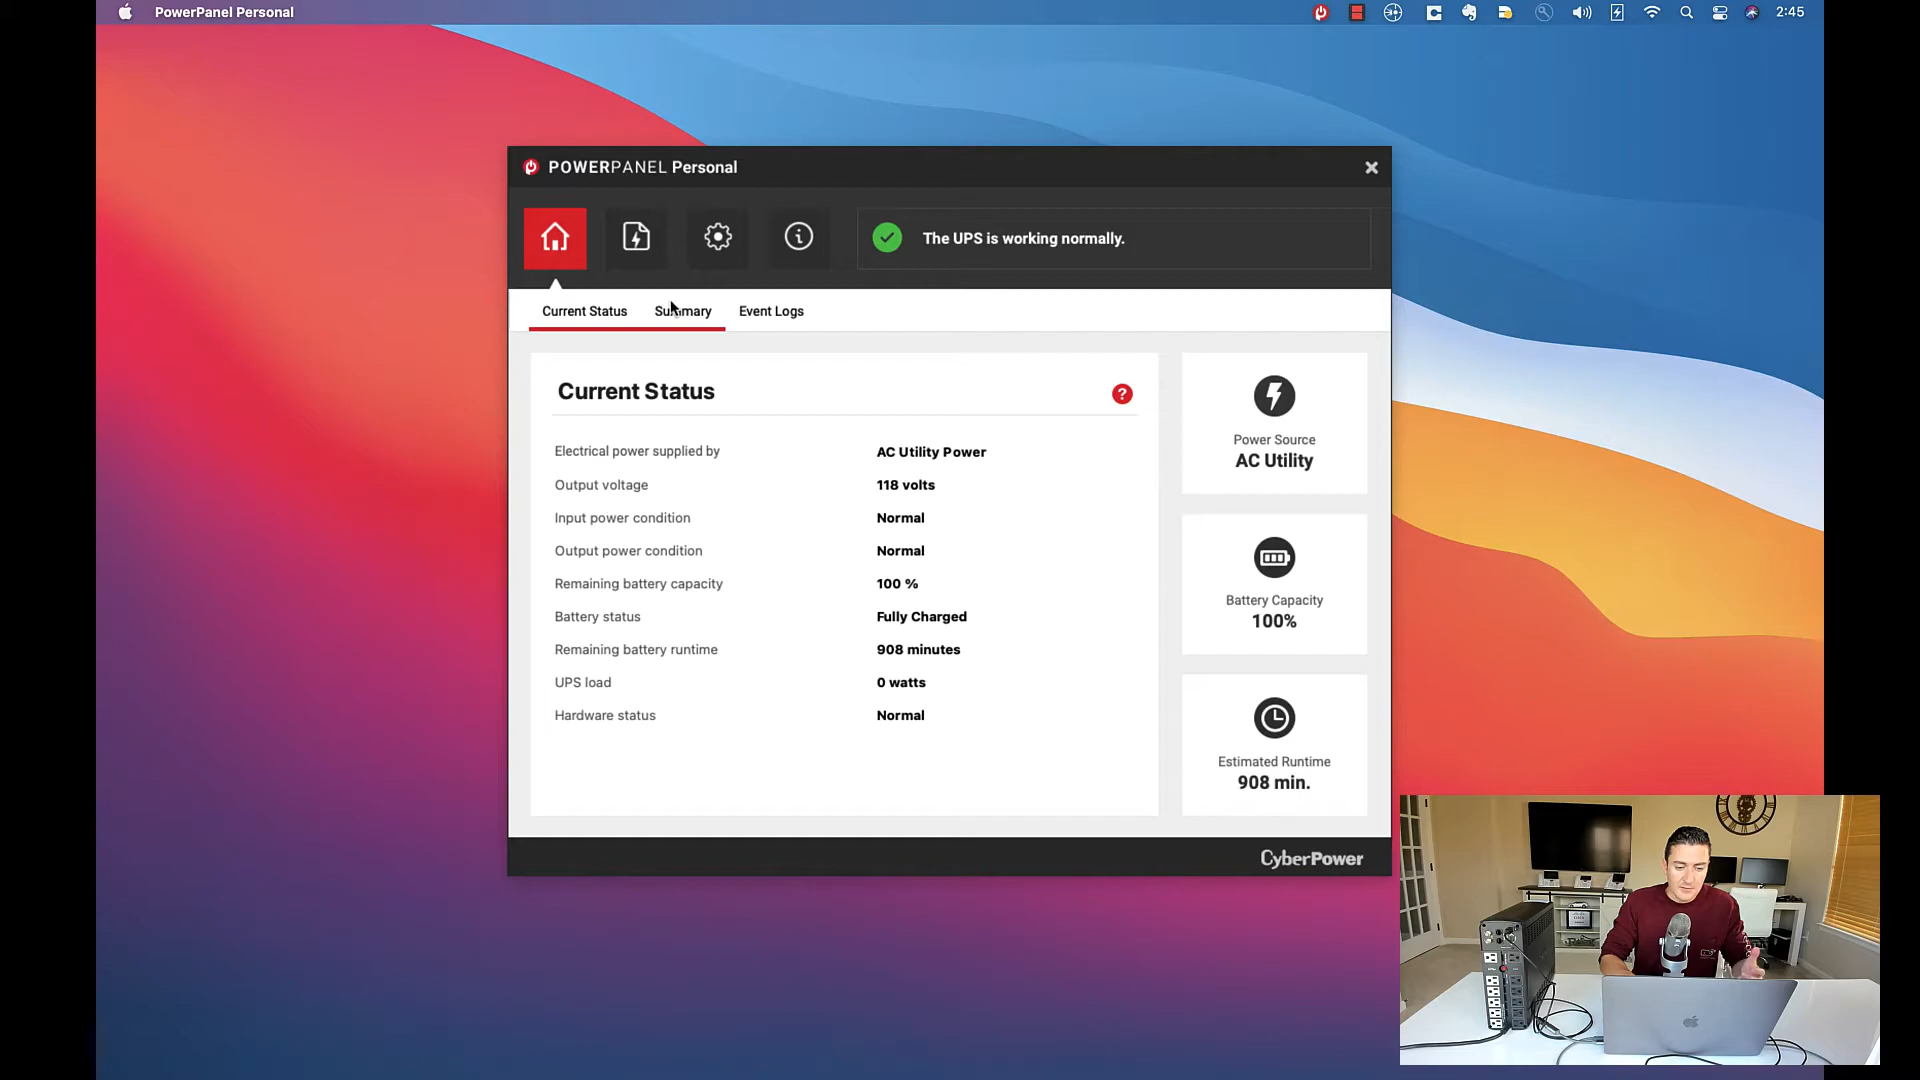 PowerPanel Personal
2:45
POWERPANEL Personal
The UPS is working normally.
Current Status
Summary
Event Logs
Current Status
?
Electrical power supplied by
AC Utility Power
Output voltage
118 volts
Input power condition
Normal
Output power condition
Normal
Remaining battery capacity
100 %
Battery status
Fully Charged
Remaining battery runtime
908 minutes
UPS load
0 watts
Hardware status
Normal
Power Source
AC Utility
Battery Capacity
100%
Estimated Runtime
908 min.
CyberPower